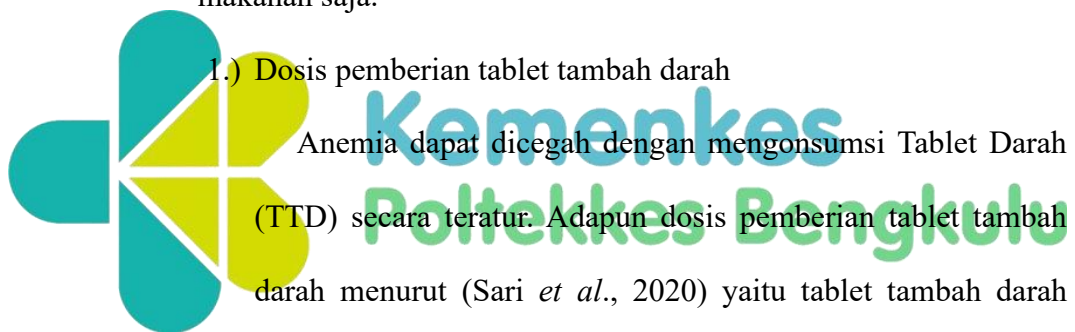 makanan saja.
1.) Dosis pemberian tablet tambah darah
Kemenkes
Anemia dapat dicegah dengan mengonsumsi Tablet Darah
Poltekkes Bengkulu
(TTD) secara teratur. Adapun dosis pemberian tablet tambah
darah menurut (Sari et al., 2020) yaitu tablet tambah darah